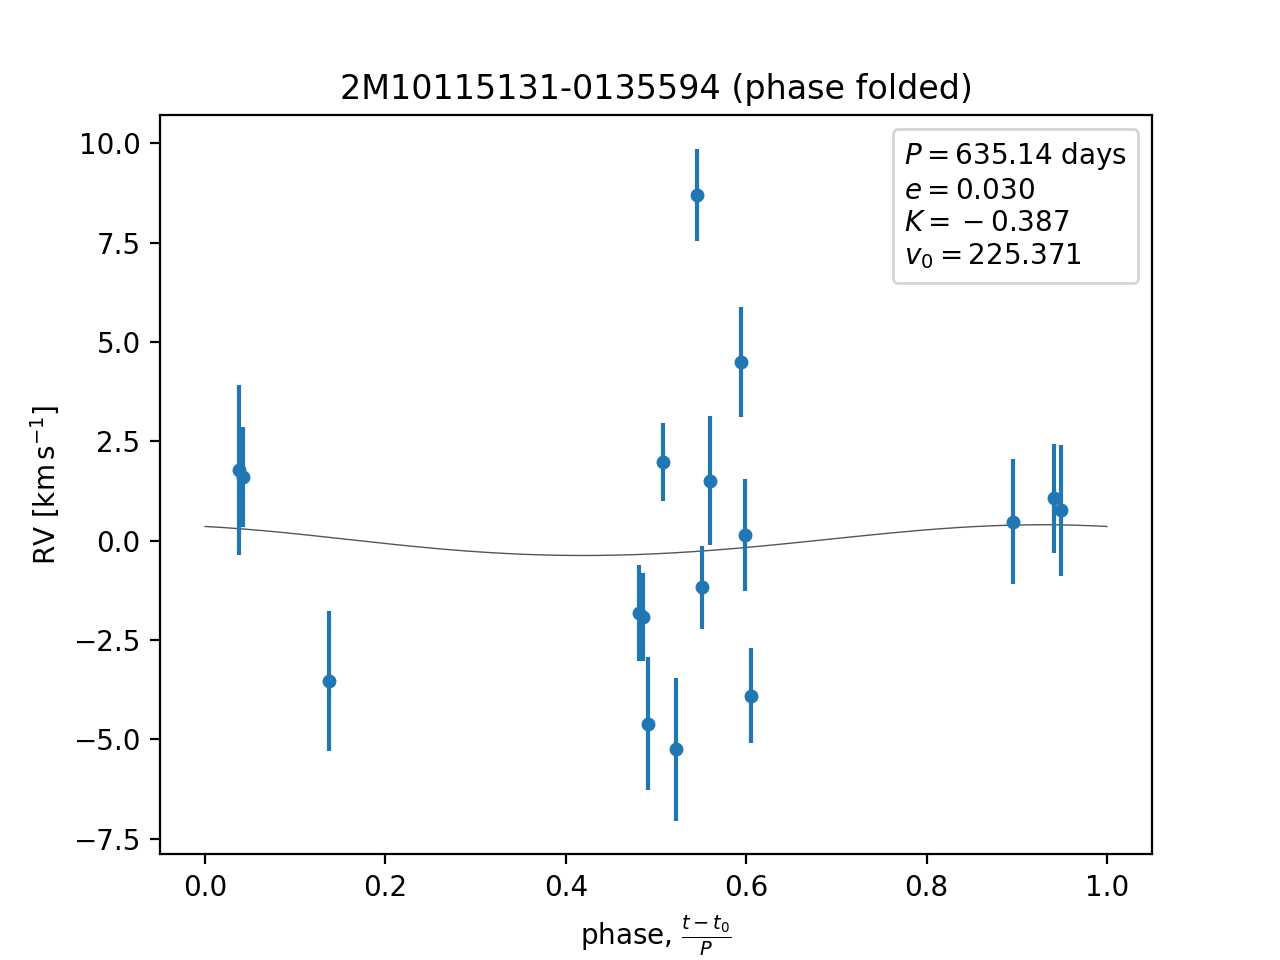 2M10115131-0135594 (phase folded)
P = 635.14 days
e = 0.030
K = −0.387
v₀ = 225.371
10.0
7.5
5.0
2.5
0.0
−2.5
−5.0
−7.5
RV [km s⁻¹]
0.0 0.2 0.4 0.6 0.8 1.0
phase, (t − t₀)/P